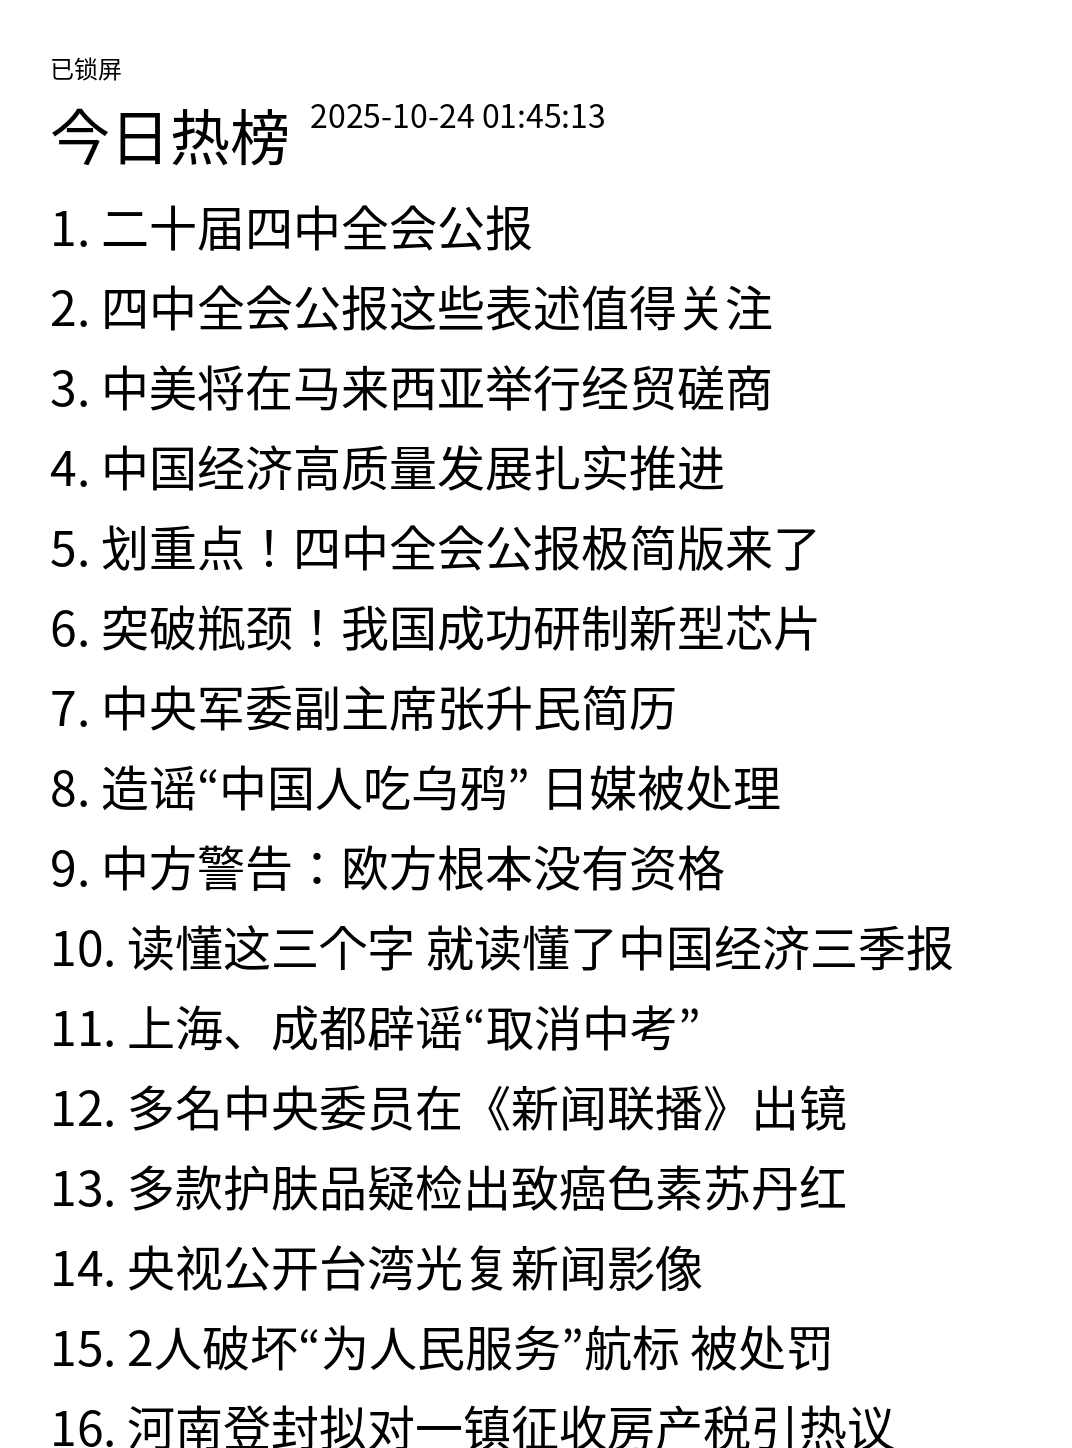 已锁屏
今日热榜 2025-10-24 01:45:13
1. 二十届四中全会公报
2. 四中全会公报这些表述值得关注
3. 中美将在马来西亚举行经贸磋商
4. 中国经济高质量发展扎实推进
5. 划重点！四中全会公报极简版来了
6. 突破瓶颈！我国成功研制新型芯片
7. 中央军委副主席张升民简历
8. 造谣“中国人吃乌鸦” 日媒被处理
9. 中方警告：欧方根本没有资格
10. 读懂这三个字 就读懂了中国经济三季报
11. 上海、成都辟谣“取消中考”
12. 多名中央委员在《新闻联播》出镜
13. 多款护肤品疑检出致癌色素苏丹红
14. 央视公开台湾光复新闻影像
15. 2人破坏“为人民服务”航标 被处罚
16. 河南登封拟对一镇征收房产税引热议